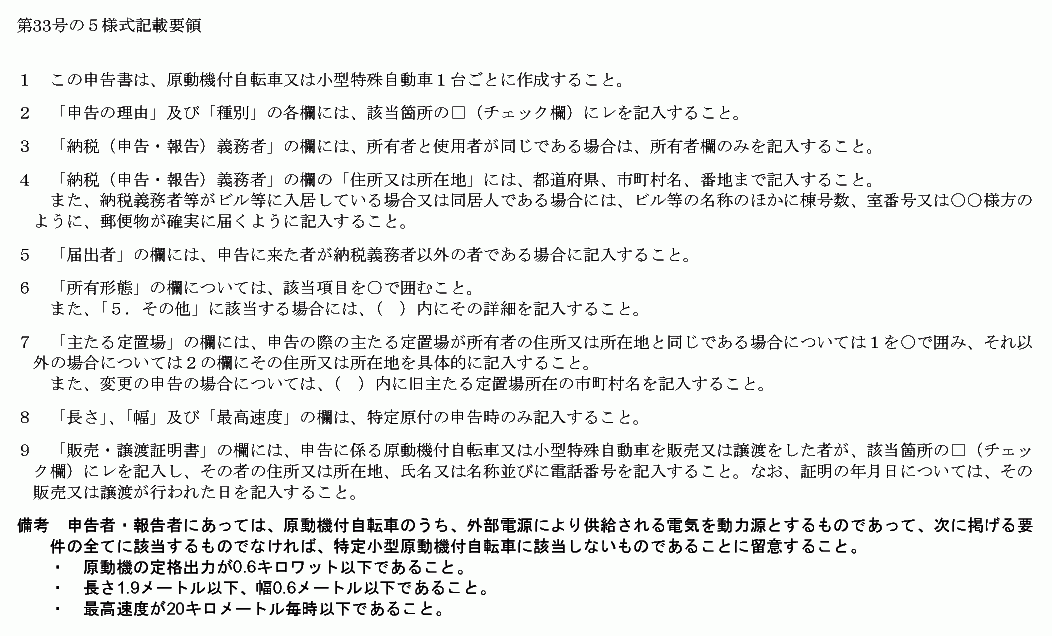 第33号の５様式記載要領
１　この申告書は、原動機付自転車又は小型特殊自動車１台ごとに作成すること。
２　「申告の理由」及び「種別」の各欄には、該当箇所の□（チェック欄）にレを記入すること。
３　「納税（申告・報告）義務者」の欄には、所有者と使用者が同じである場合は、所有者欄のみを記入すること。
４　「納税（申告・報告）義務者」の欄の「住所又は所在地」には、都道府県、市町村名、番地まで記入すること。
また、納税義務者等がビル等に入居している場合又は同居人である場合には、ビル等の名称のほかに棟号数、室番号又は〇〇様方の
ように、郵便物が確実に届くように記入すること。
５　「届出者」の欄には、申告に来た者が納税義務者以外の者である場合に記入すること。
６　「所有形態」の欄については、該当項目を〇で囲むこと。
また、「５．その他」に該当する場合には、（　）内にその詳細を記入すること。
７　「主たる定置場」の欄には、申告の際の主たる定置場が所有者の住所又は所在地と同じである場合については１を〇で囲み、それ以
外の場合については２の欄にその住所又は所在地を具体的に記入すること。
また、変更の申告の場合については、（　）内に旧主たる定置場所在の市町村名を記入すること。
８　「長さ」、「幅」及び「最高速度」の欄は、特定原付の申告時のみ記入すること。
９　「販売・譲渡証明書」の欄には、申告に係る原動機付自転車又は小型特殊自動車を販売又は譲渡をした者が、該当箇所の□（チェッ
ク欄）にレを記入し、その者の住所又は所在地、氏名又は名称並びに電話番号を記入すること。なお、証明の年月日については、その
販売又は譲渡が行われた日を記入すること。
備考　申告者・報告者にあっては、原動機付自転車のうち、外部電源により供給される電気を動力源とするものであって、次に掲げる要
件の全てに該当するものでなければ、特定小型原動機付自転車に該当しないものであることに留意すること。
・　原動機の定格出力が0.6キロワット以下であること。
・　長さ1.9メートル以下、幅0.6メートル以下であること。
・　最高速度が20キロメートル毎時以下であること。